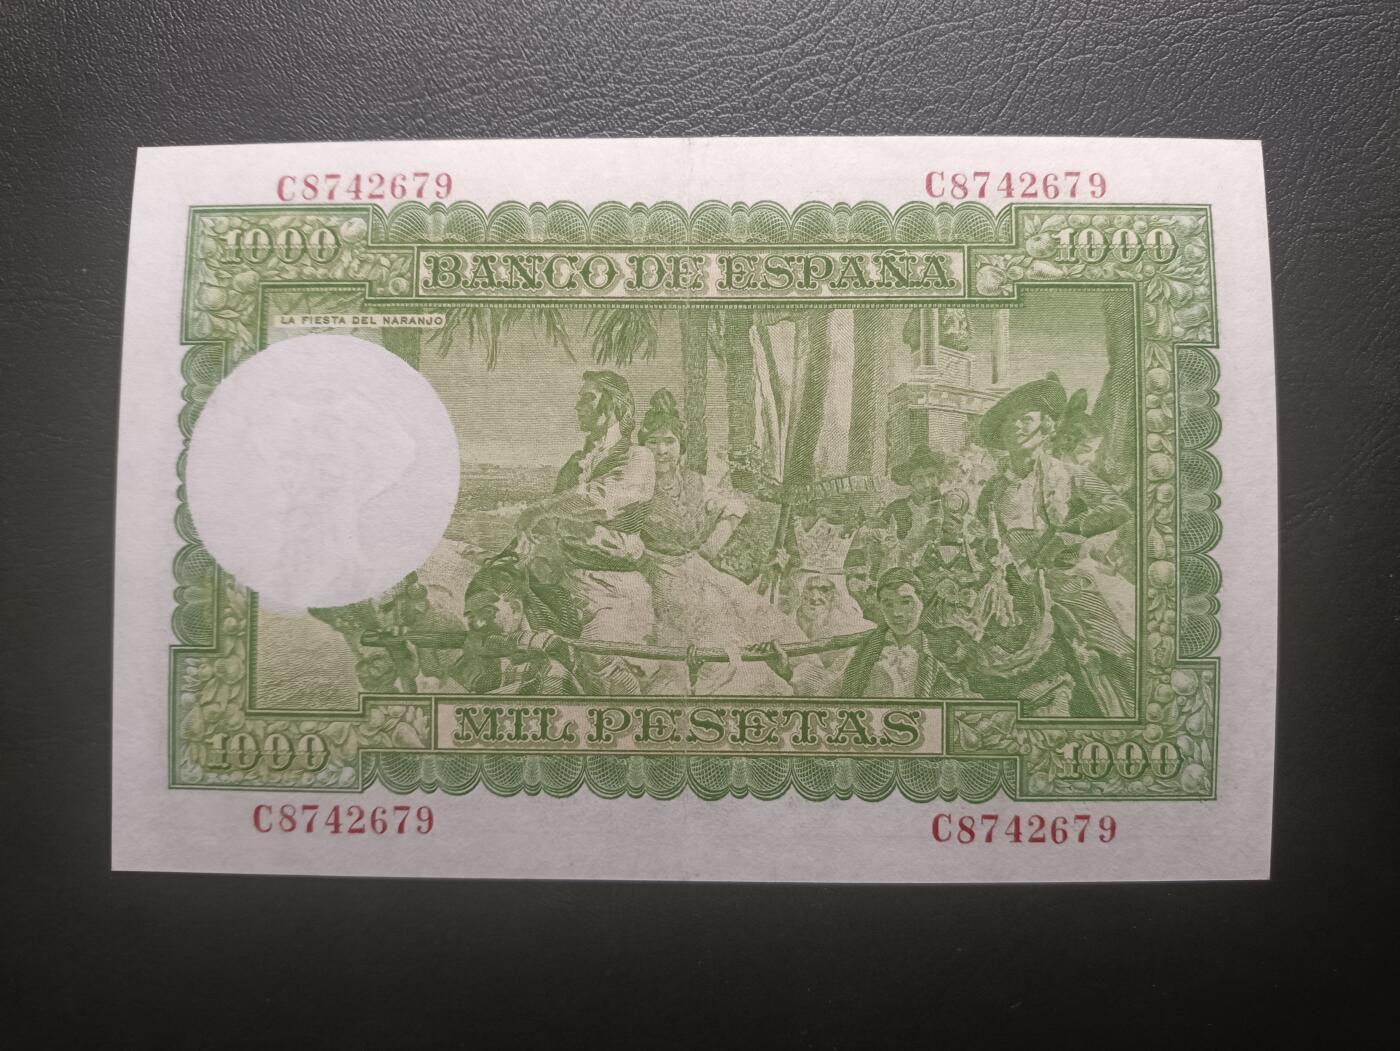 C8742679 C8742679
1000 1000
BANCO DE ESPAÑA
LA FIESTA DEL NARANJO
MIL PESETAS
1000 1000
C8742679 C8742679